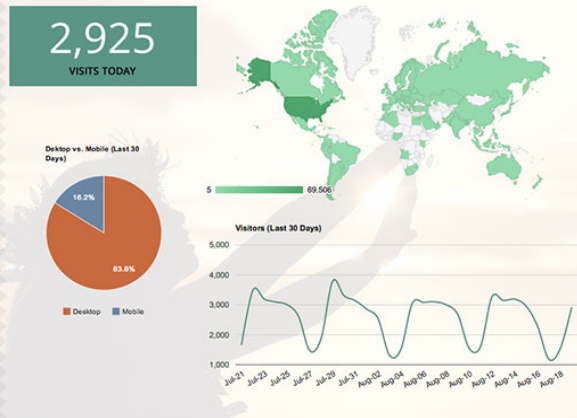 2,925
VISITS TODAY
Dektop vs. Mobile (Last 30
Days)
16.2%
83.8%
Desktop Mobile
5 69,506
Visitors (Last 30 Days)
5,000
4,000
3,000
2,000
1,000
Jul-21 Jul-23 Jul-25 Jul-27 Jul-29 Jul-31 Aug-02 Aug-04 Aug-06 Aug-08 Aug-10 Aug-12 Aug-14 Aug-16 Aug-18